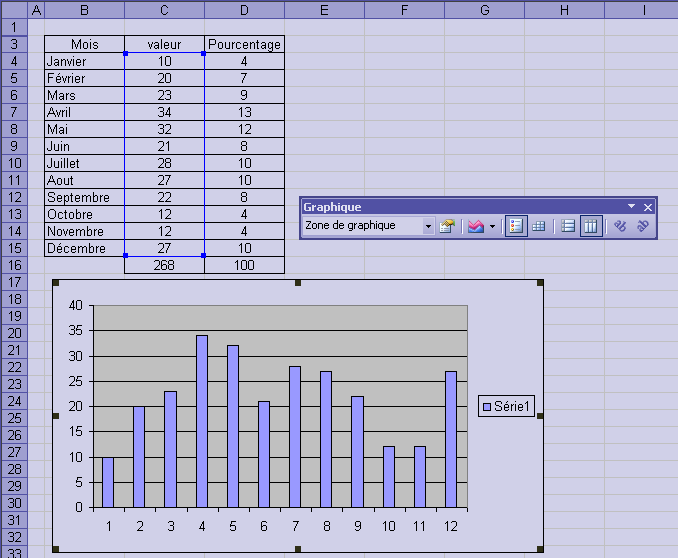 A B C D E F G H I
1
3 Mois valeur Pourcentage
4 Janvier 10 4
5 Février 20 7
6 Mars 23 9
7 Avril 34 13
8 Mai 32 12
9 Juin 21 8
10 Juillet 28 10
11 Aout 27 10
12 Septembre 22 8
Graphique
13 Octobre 12 4
Zone de graphique
14 Novembre 12 4
15 Décembre 27 10
16 268 100
17
18
19
20
21
22
23
24
25
26
27
28
29
30
31
32
33
40
35
30
25
20
15
10
5
0
Série1
1 2 3 4 5 6 7 8 9 10 11 12